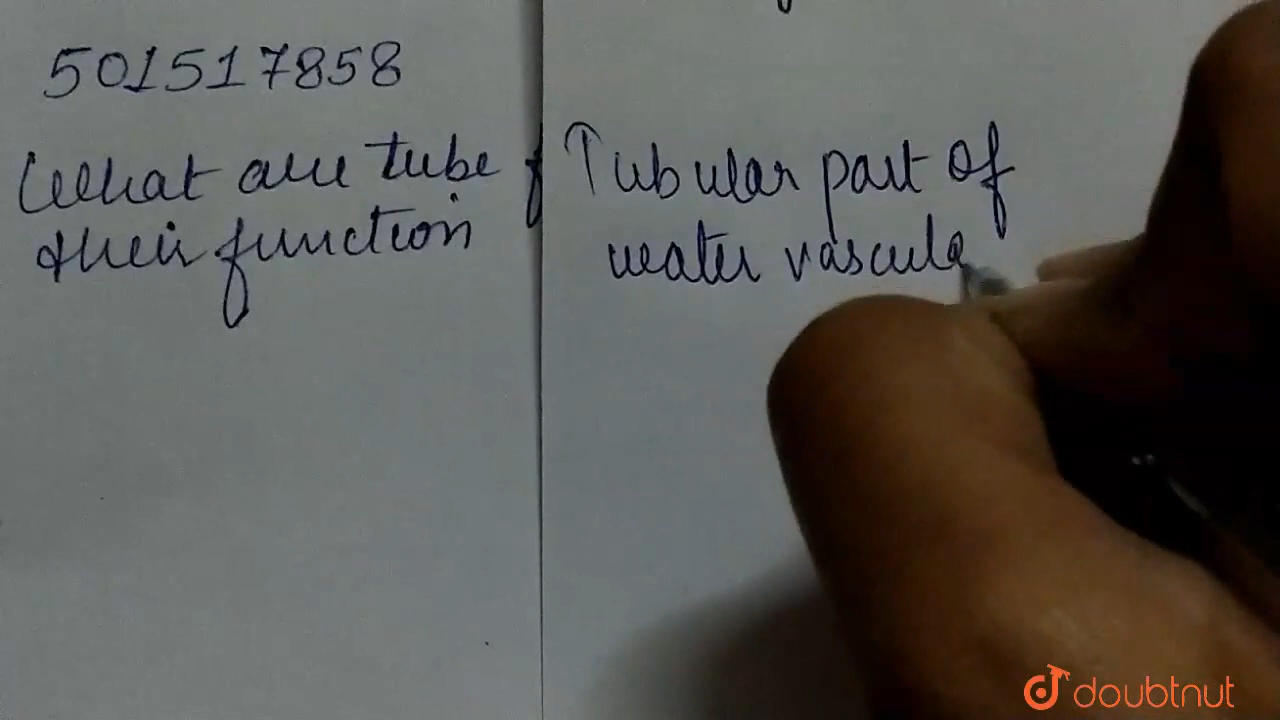 501517858
What are tube &
their function
Tubular part of
water vascula
doubtnut